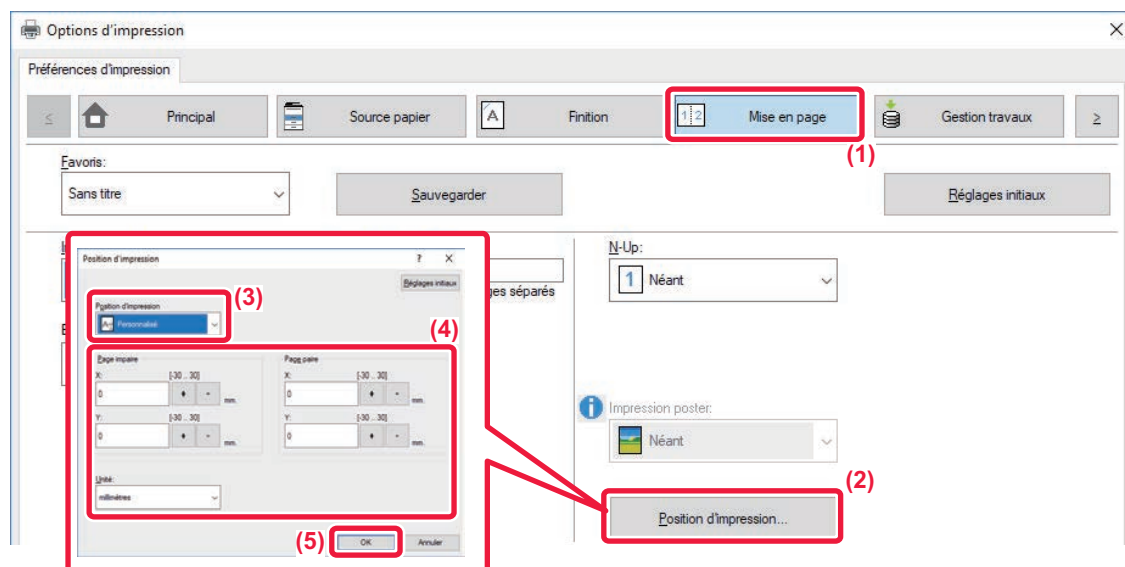 Options d'impression
Préférences d'impression
Principal
Source papier
Finition
Mise en page
Gestion travaux
(1)
Favoris:
Sans titre
Sauvegarder
Réglages initiaux
N-Up:
1 Néant
ges séparés
Position d'impression ? X
Réglages initiaux
Position d'impression
(3)
Personnalisé
(4)
Page impaire
Page paire
X: [-30 .. 30]
0 + - mm.
X: [-30 .. 30]
0 + - mm.
Y: [-30 .. 30]
0 + - mm.
Y: [-30 .. 30]
0 + - mm.
Unité:
millimètres
(5)
OK
Annuler
Impression poster:
Néant
(2)
Position d'impression...